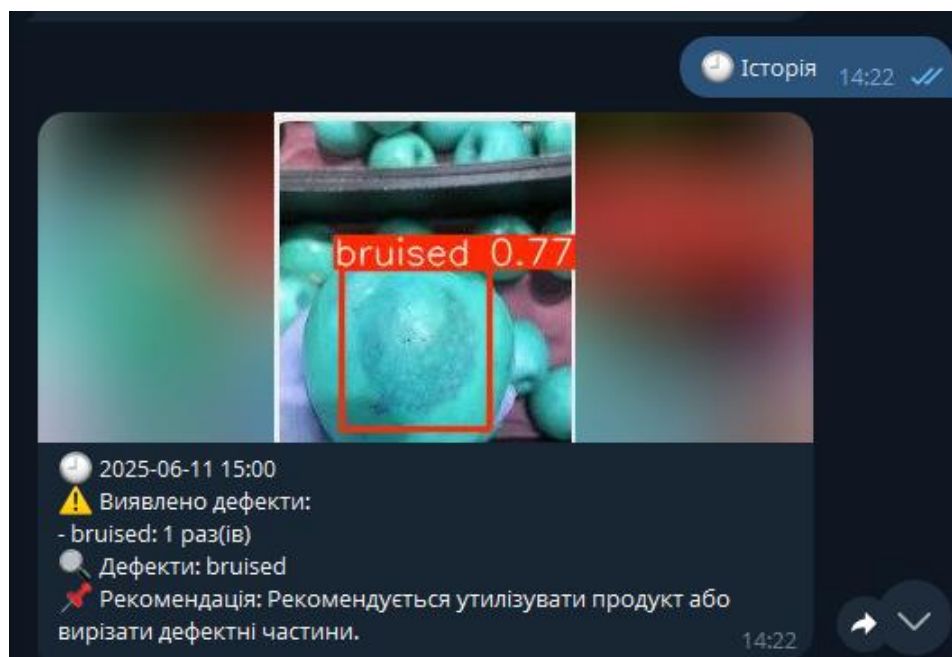 🕘 Історія 14:22
bruised 0.77
🕘 2025-06-11 15:00
⚠️ Виявлено дефекти:
- bruised: 1 раз(ів)
🔍 Дефекти: bruised
📌 Рекомендація: Рекомендується утилізувати продукт або
вирізати дефектні частини.
14:22